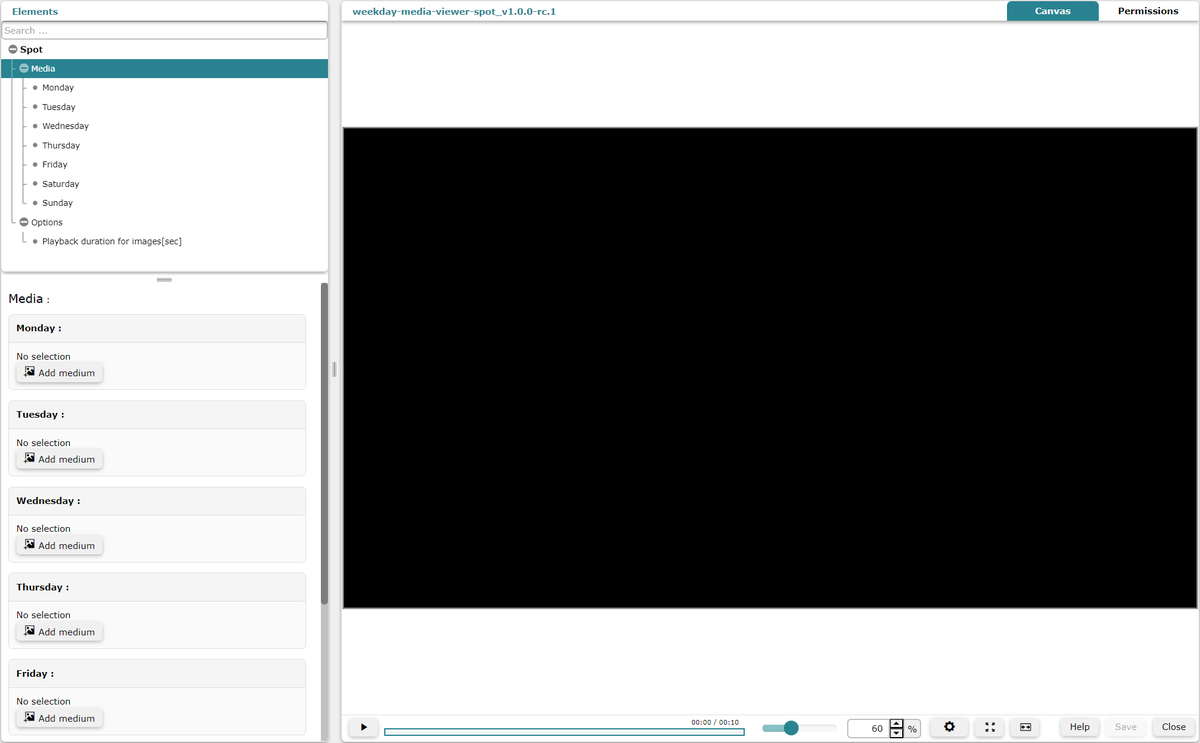 Elements
Search ...
Spot
Media
Monday
Tuesday
Wednesday
Thursday
Friday
Saturday
Sunday
Options
Playback duration for images[sec]
Media :
Monday :
No selection
Add medium
Tuesday :
No selection
Add medium
Wednesday :
No selection
Add medium
Thursday :
No selection
Add medium
Friday :
No selection
Add medium
weekday-media-viewer-spot_v1.0.0-rc.1
Canvas
Permissions
00:00 / 00:10
60 %
Help
Save
Close